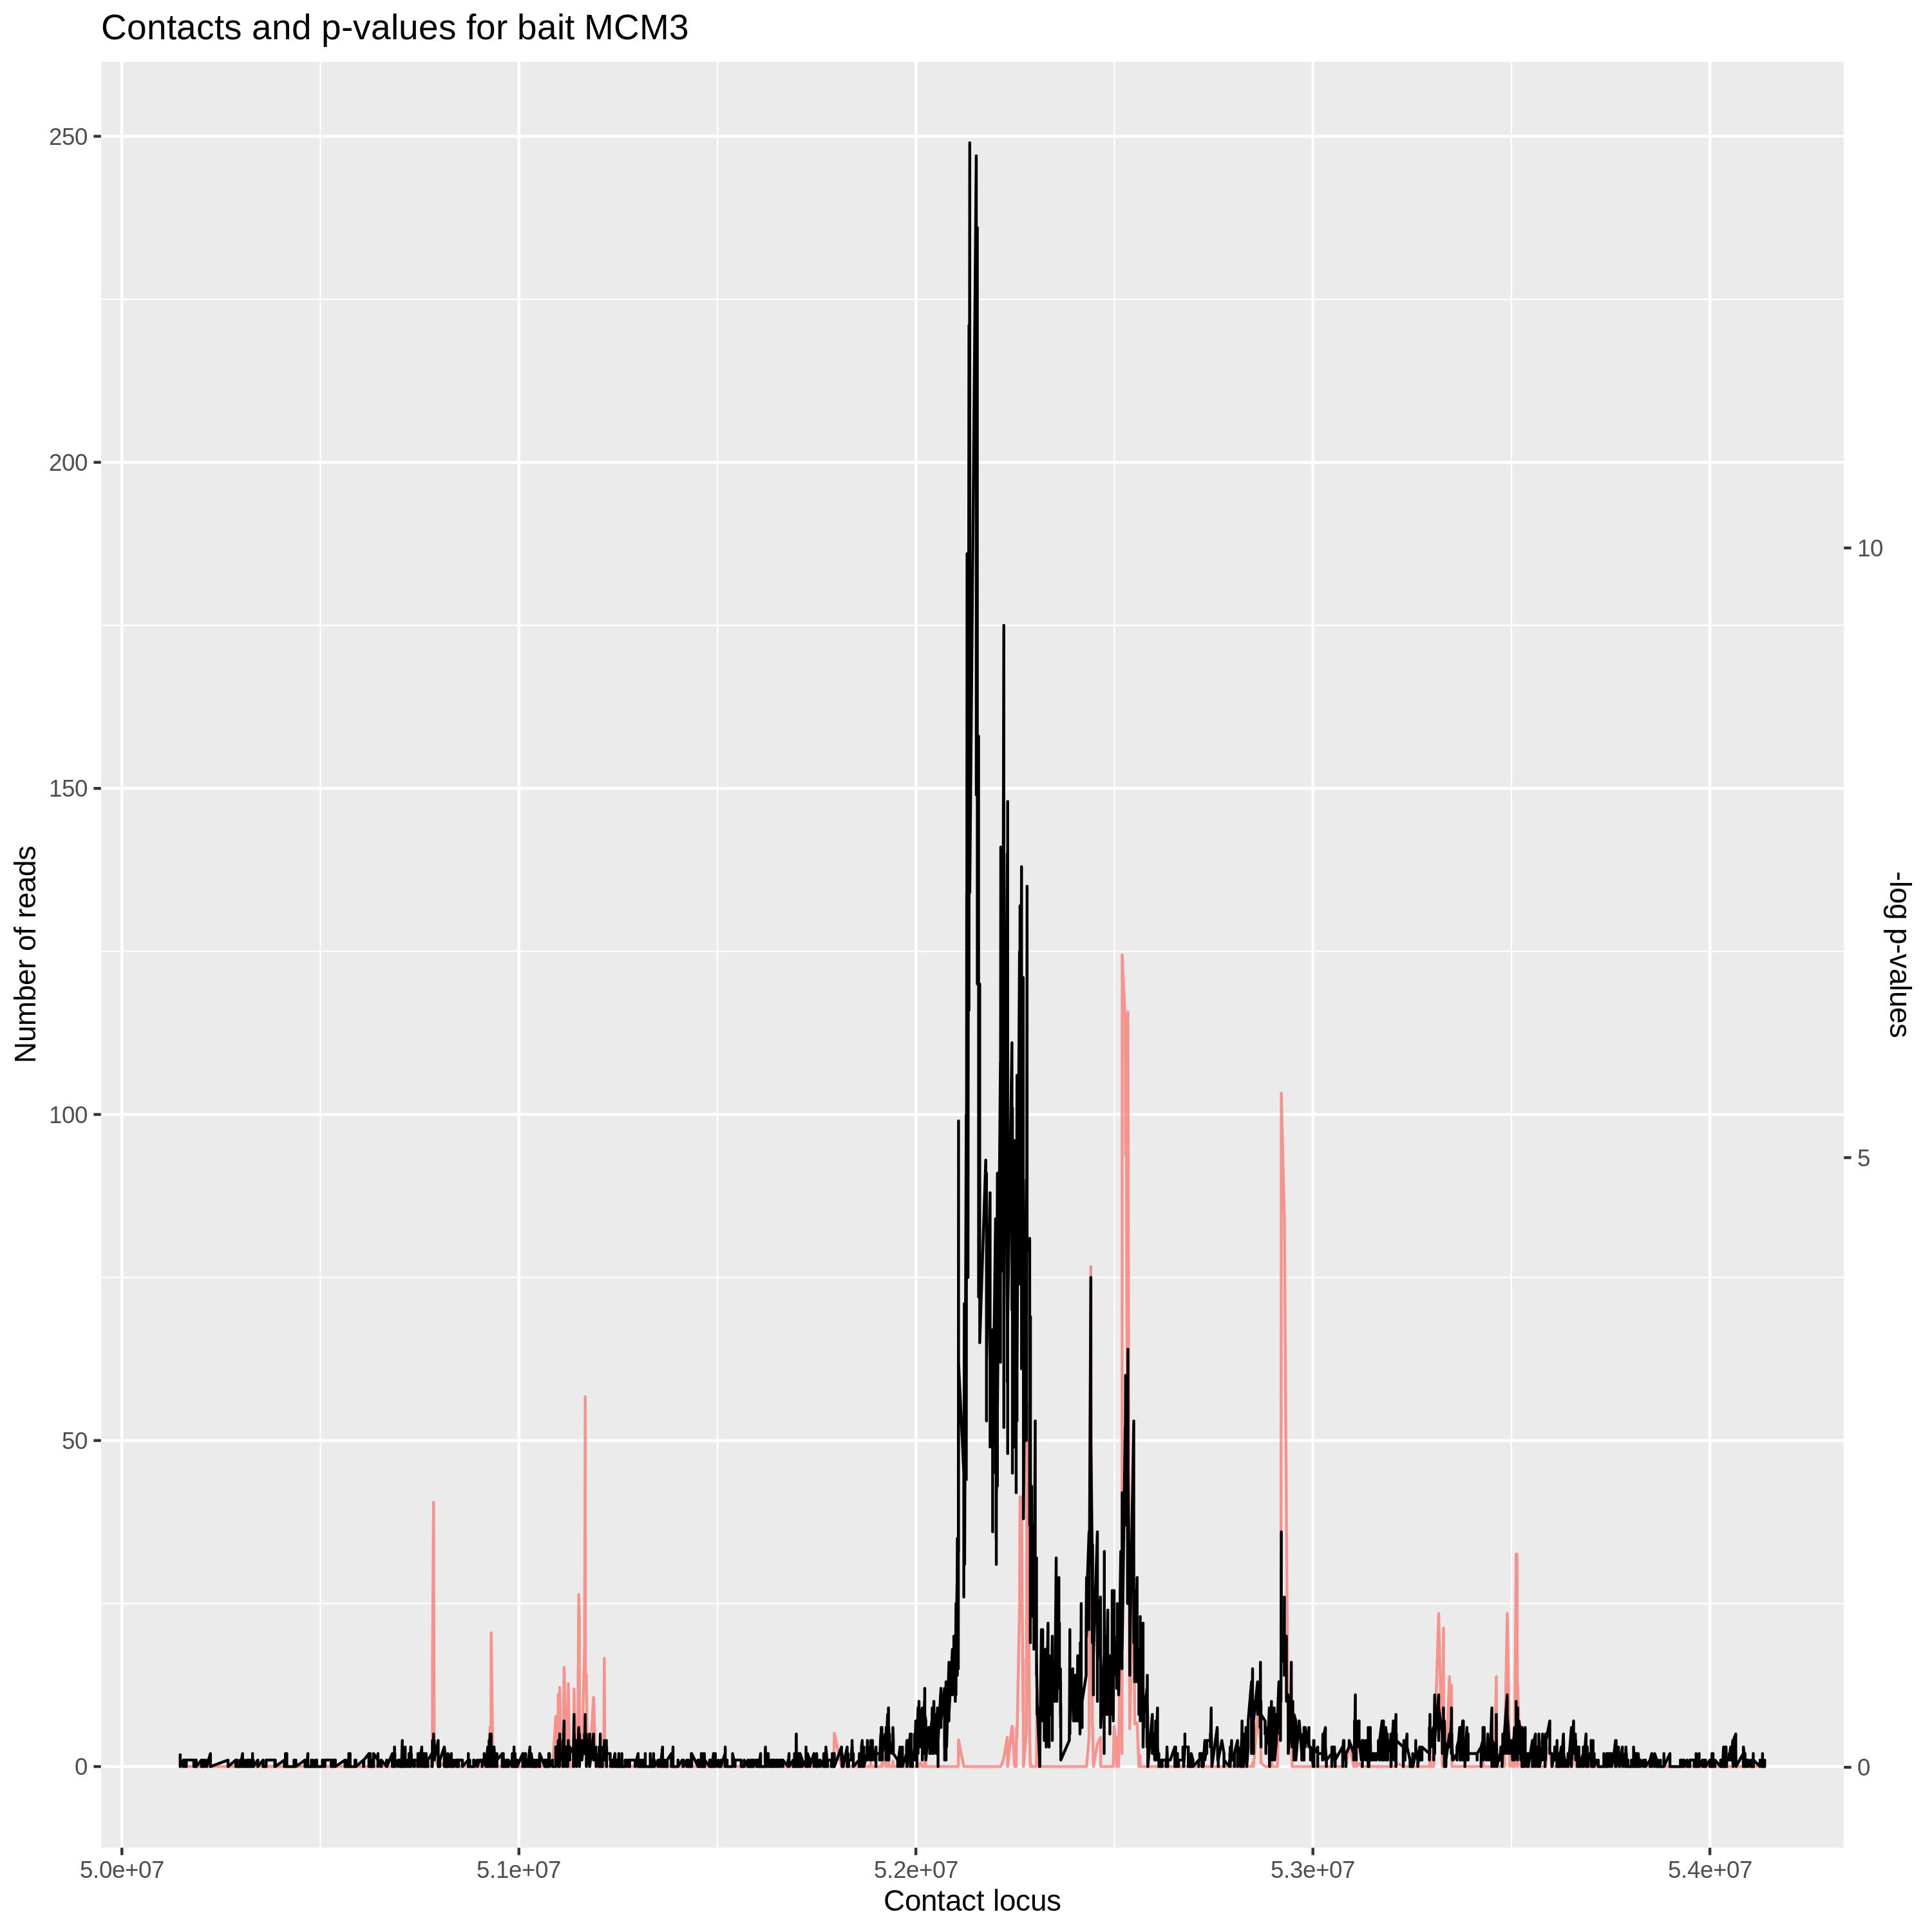 Contacts and p-values for bait MCM3
250
200
150
100
50
0
Number of reads
10
5
0
-log p-values
5.0e+07
5.1e+07
5.2e+07
5.3e+07
5.4e+07
Contact locus